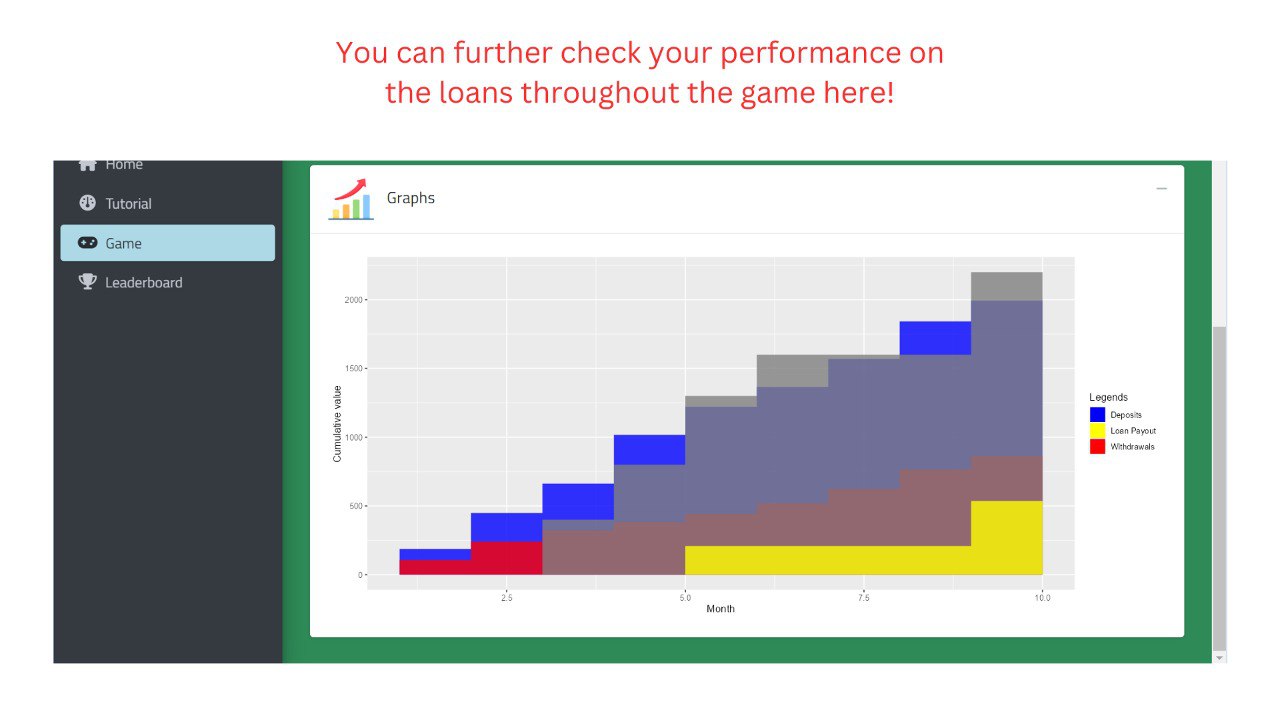 You can further check your performance on
the loans throughout the game here!
Home
Tutorial
Game
Leaderboard
Graphs
Cumulative value
2000
1500
1000
500
0
2.5
5.0
7.5
10.0
Month
Legends
Deposits
Loan Payout
Withdrawals